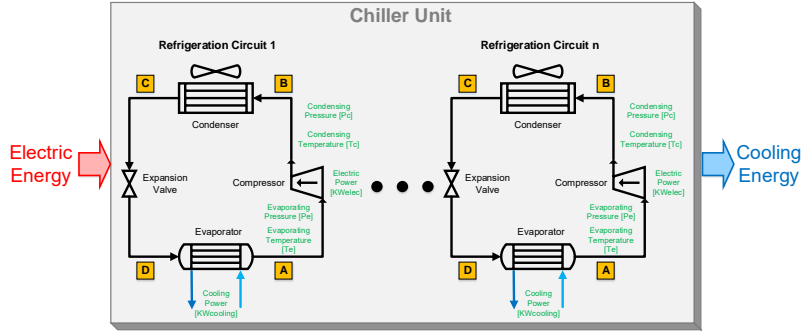 Chiller Unit
Refrigeration Circuit 1
C
B
Condenser
Condensing
Pressure [Pc]
Condensing
Temperature [Tc]
Expansion
Valve
Compressor
Electric
Power
[KWelec]
Evaporating
Pressure [Pe]
Evaporating
Temperature
[Te]
Evaporator
D
A
Cooling
Power
[KWcooling]
Refrigeration Circuit n
C
B
Condenser
Condensing
Pressure [Pc]
Condensing
Temperature [Tc]
Expansion
Valve
Compressor
Electric
Power
[KWelec]
Evaporating
Pressure [Pe]
Evaporating
Temperature
[Te]
Evaporator
D
A
Cooling
Power
[KWcooling]
Electric
Energy
Cooling
Energy